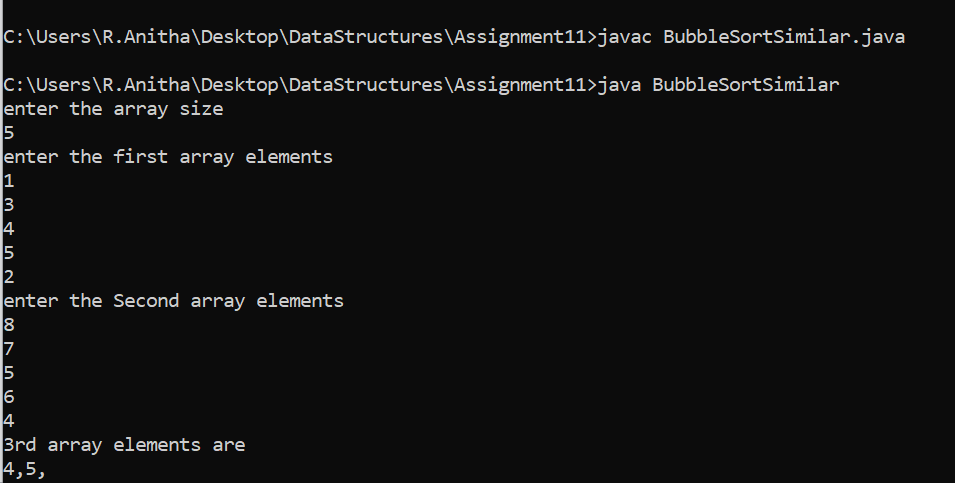 C:\Users\R.Anitha\Desktop\DataStructures\Assignment11>javac BubbleSortSimilar.java
C:\Users\R.Anitha\Desktop\DataStructures\Assignment11>java BubbleSortSimilar
enter the array size
5
enter the first array elements
1
3
4
5
2
enter the Second array elements
8
7
5
6
4
3rd array elements are
4,5,